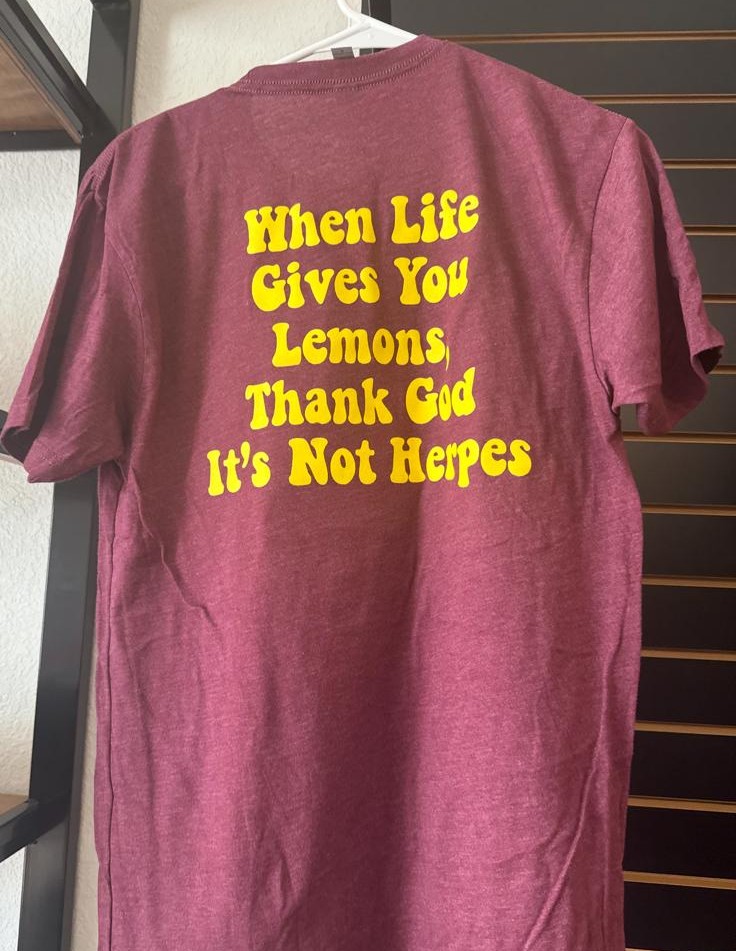 When Life
Gives You
Lemons,
Thank God
It's Not Herpes